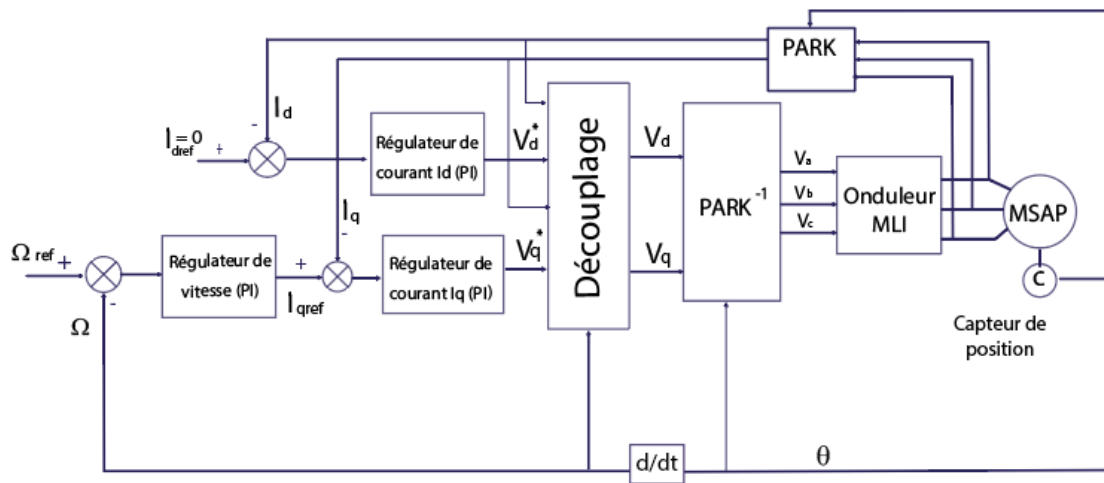 PARK
I_d
-
I_dref=0
+
Régulateur de
courant Id (PI)
V_d^*
Découplage
V_d
PARK^-1
V_a
V_b
V_c
Onduleur
MLI
MSAP
C
Capteur de
position
I_q
-
Ω ref
+
-
Ω
Régulateur de
vitesse (PI)
+
I_qref
Régulateur de
courant Iq (PI)
V_q^*
V_q
d/dt
θ